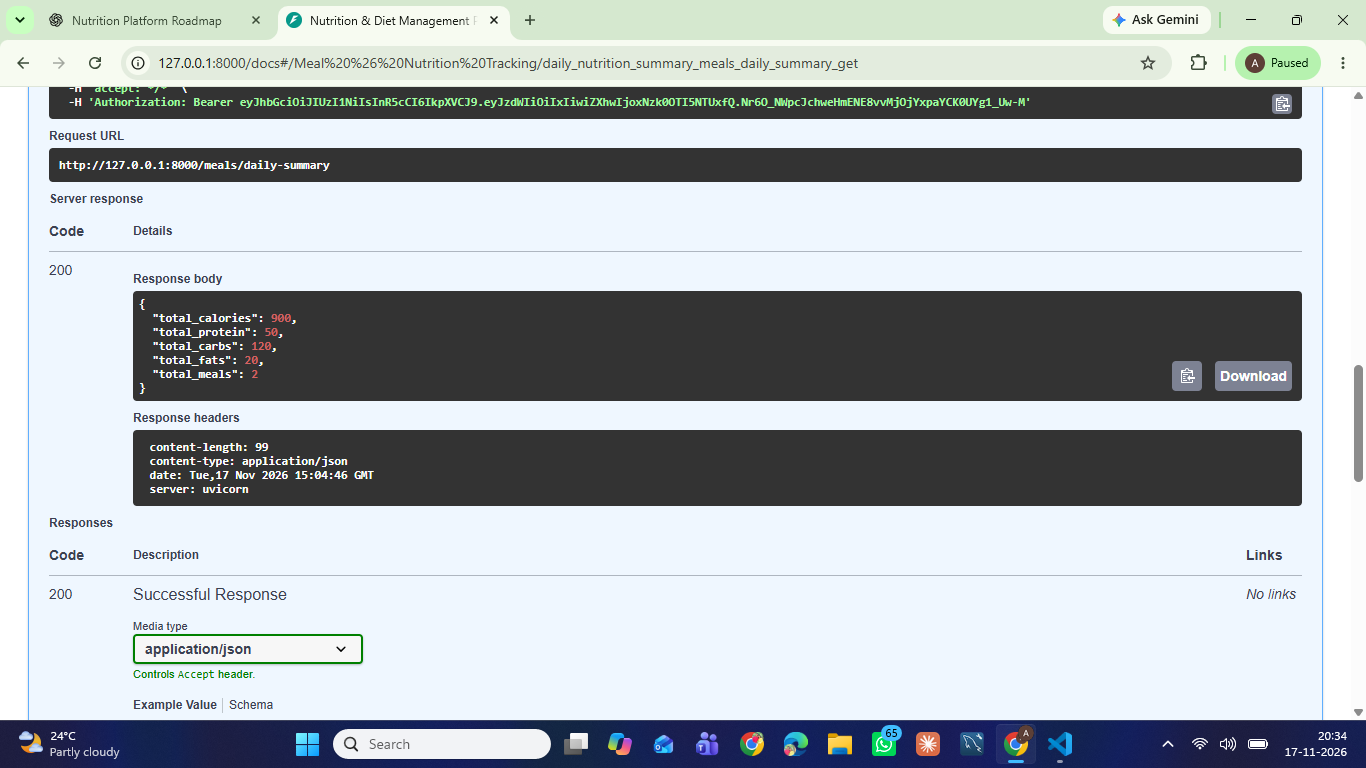 Nutrition Platform Roadmap
Nutrition & Diet Management P
Ask Gemini
127.0.0.1:8000/docs#/Meal%20%26%20Nutrition%20Tracking/daily_nutrition_summary_meals_daily_summary_get
A
Paused
-H 'accept: */*' \
-H 'Authorization: Bearer eyJhbGciOiJIUzI1NiIsInR5cCI6IkpXVCJ9.eyJzdWIiOiIxIiwiZXhwIjoxNzk0OTI5NTUxfQ.Nr6O_NWpcJchweHmENE8vvMjOjYxpaYCK0UYg1_Uw-M'
Request URL
http://127.0.0.1:8000/meals/daily-summary
Server response
Code Details
200
Response body
{
"total_calories": 900,
"total_protein": 50,
"total_carbs": 120,
"total_fats": 20,
"total_meals": 2
}
Download
Response headers
content-length: 99
content-type: application/json
date: Tue,17 Nov 2026 15:04:46 GMT
server: uvicorn
Responses
Code Description Links
200 Successful Response No links
Media type
application/json
Controls Accept header.
Example Value Schema
24°C
Partly cloudy
Search
65
A
20:34
17-11-2026